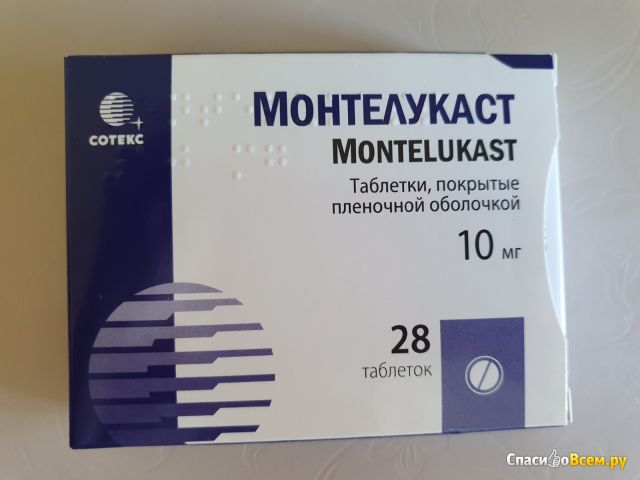 СОТЕКС
МОНТЕЛУКАСТ
MONTELUKAST
Таблетки, покрытые
пленочной оболочкой
10 мг
28
таблеток
СпасибоВсем.ру